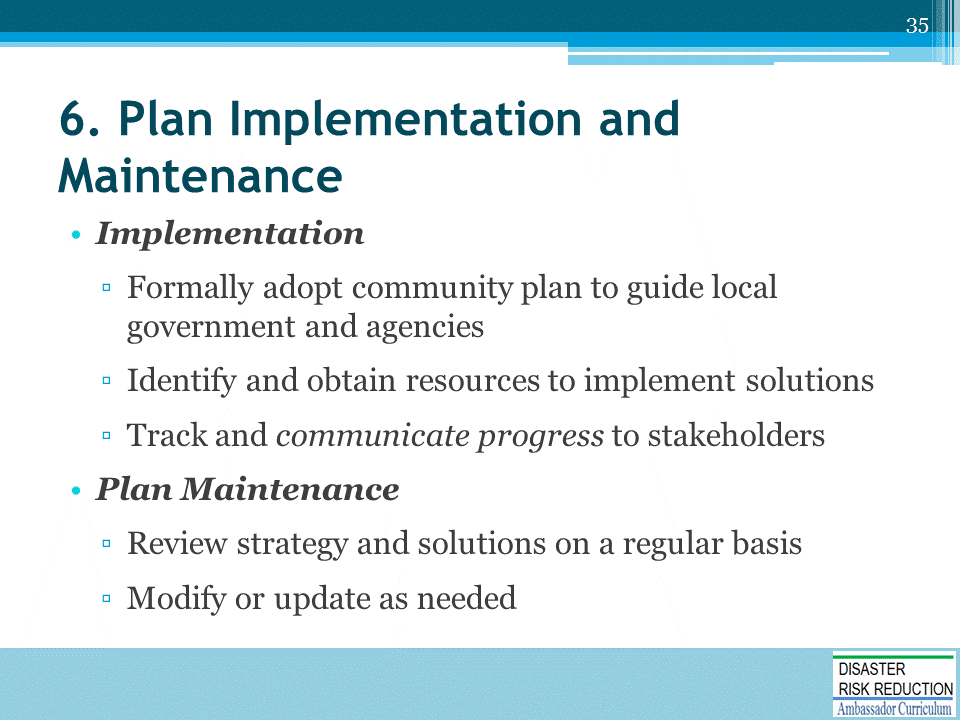 35
6. Plan Implementation and
Maintenance
• Implementation
▫ Formally adopt community plan to guide local
government and agencies
▫ Identify and obtain resources to implement solutions
▫ Track and communicate progress to stakeholders
• Plan Maintenance
▫ Review strategy and solutions on a regular basis
▫ Modify or update as needed
DISASTER
RISK REDUCTION
Ambassador Curriculum